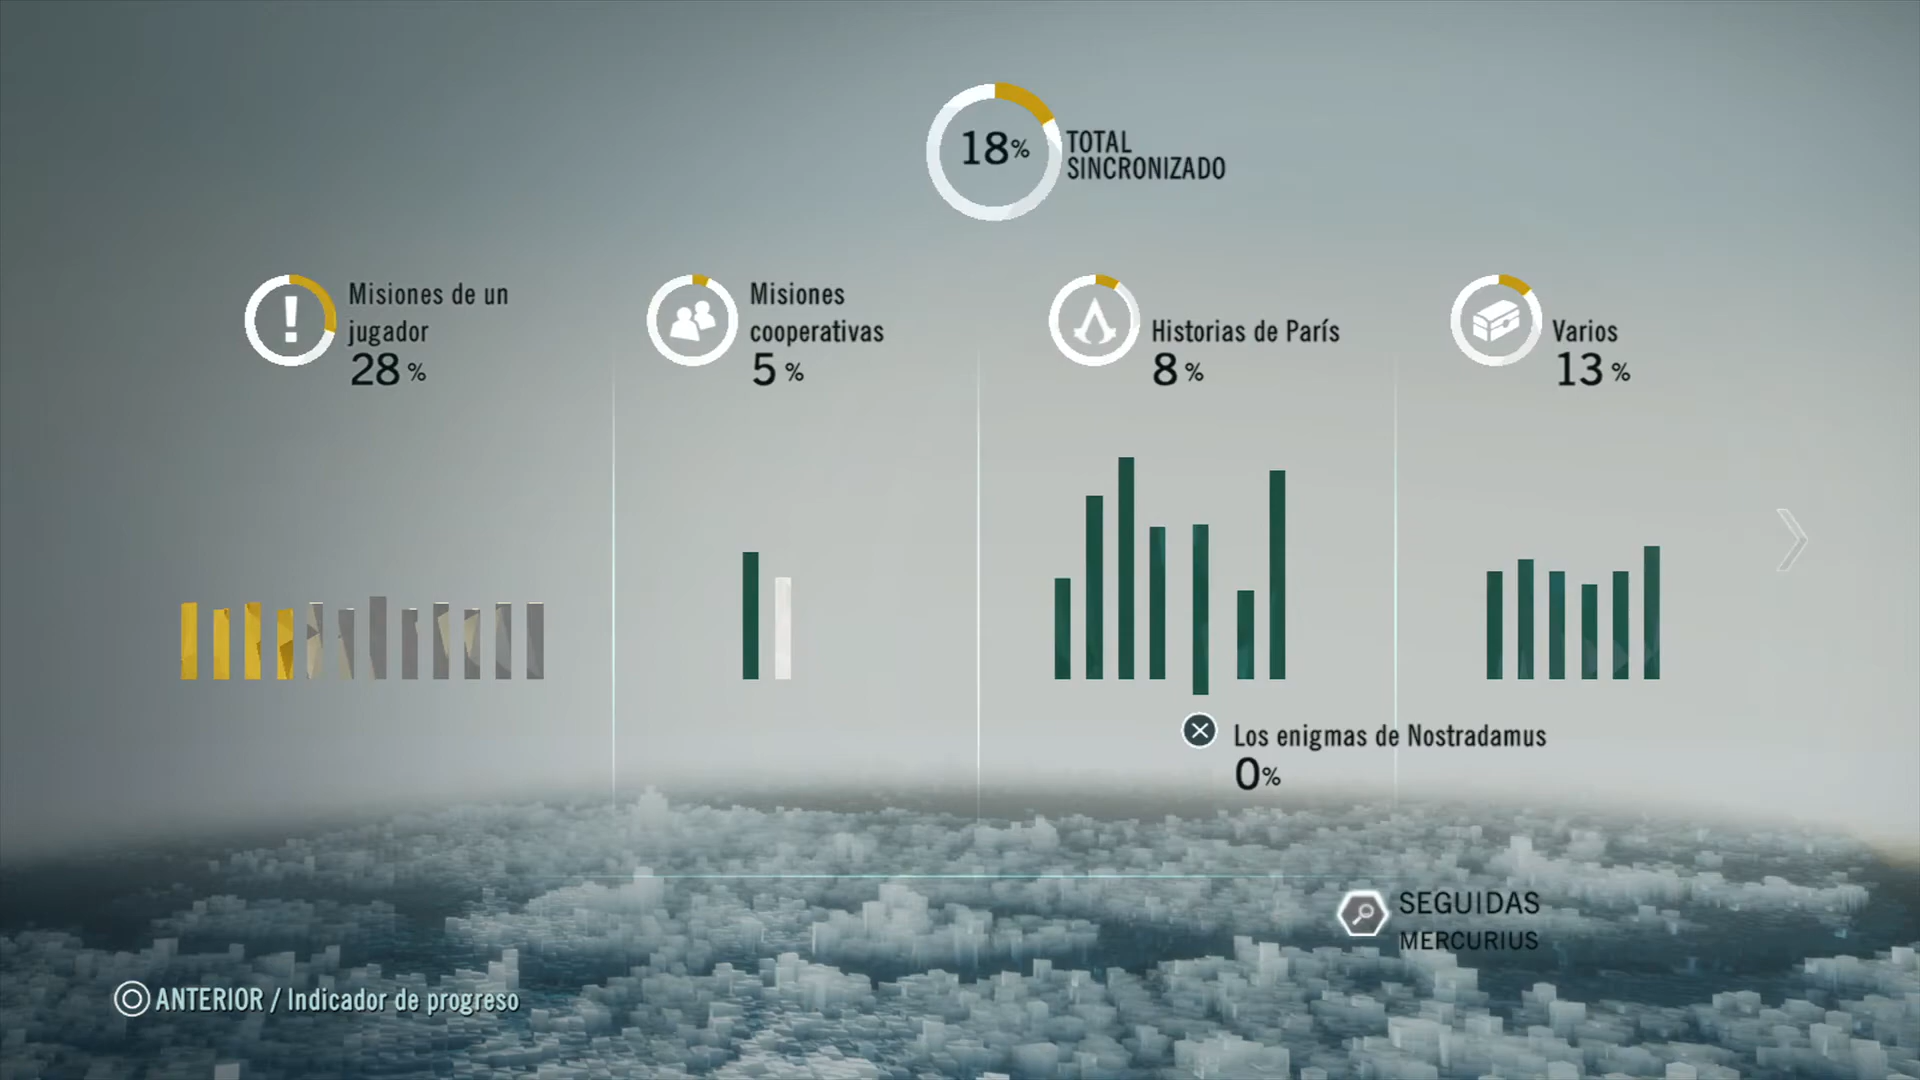 18%
TOTAL
SINCRONIZADO
Misiones de un
jugador
28 %
Misiones
cooperativas
5 %
Historias de París
8 %
Varios
13 %
Los enigmas de Nostradamus
0%
SEGUIDAS
MERCURIUS
ANTERIOR / Indicador de progreso